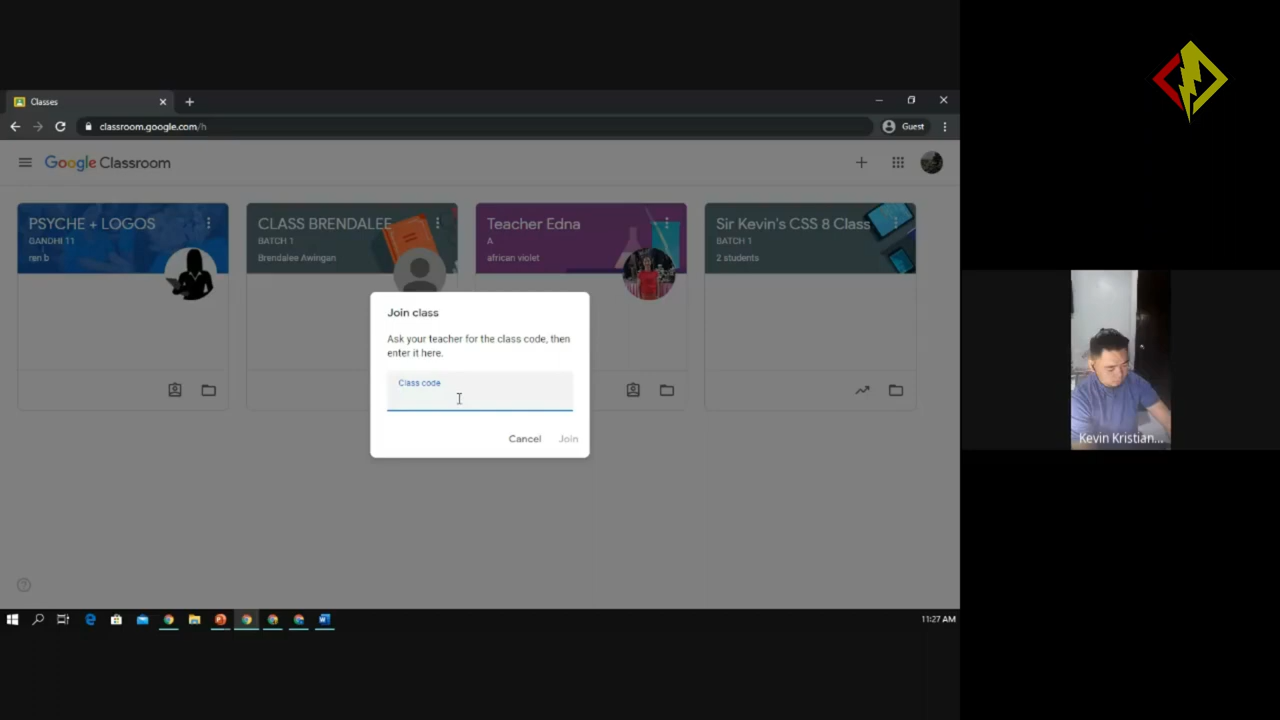 Classes
classroom.google.com/h
Guest
Google Classroom
PSYCHE + LOGOS
GANDHI 11
ren b
CLASS BRENDALEE
BATCH 1
Brendalee Awingan
Teacher Edna
A
african violet
Sir Kevin's CSS 8 Class
BATCH 1
2 students
Join class
Ask your teacher for the class code, then
enter it here.
Class code
Cancel
Join
Kevin Kristian...
11:27 AM